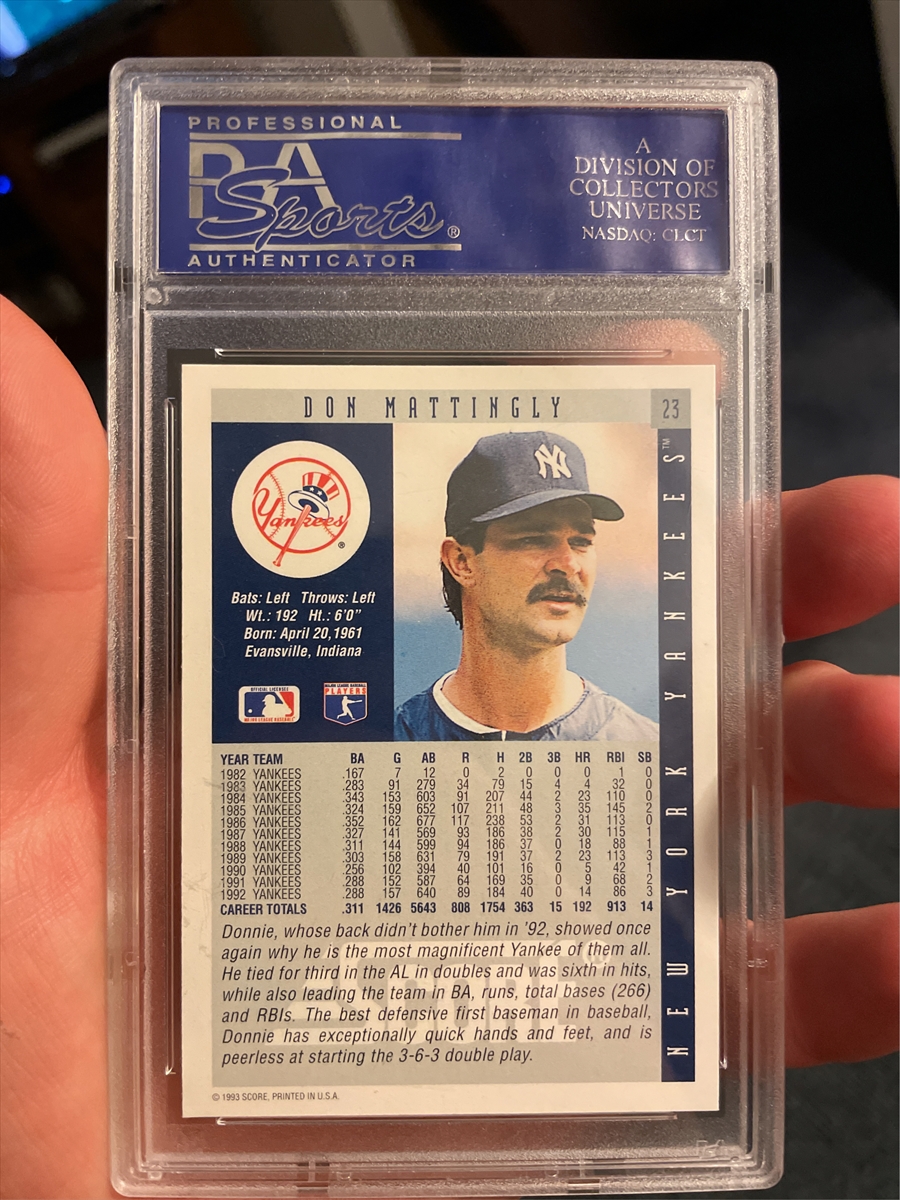 PROFESSIONAL
PSA
Sports®
AUTHENTICATOR
A
DIVISION OF
COLLECTORS
UNIVERSE
NASDAQ: CLCT
DON MATTINGLY 23
NEW YORK YANKEES™
NY
Yankees®
Bats: Left Throws: Left
Wt.: 192 Ht.: 6'0"
Born: April 20, 1961
Evansville, Indiana
OFFICIAL LICENSEE
MAJOR LEAGUE BASEBALL
MAJOR LEAGUE BASEBALL
PLAYERS
YEAR TEAM BA G AB R H 2B 3B HR RBI SB
1982 YANKEES .167 7 12 0 2 0 0 0 1 0
1983 YANKEES .283 91 279 34 79 15 4 4 32 0
1984 YANKEES .343 153 603 91 207 44 2 23 110 0
1985 YANKEES .324 159 652 107 211 48 3 35 145 2
1986 YANKEES .352 162 677 117 238 53 2 31 113 0
1987 YANKEES .327 141 569 93 186 38 2 30 115 1
1988 YANKEES .311 144 599 94 186 37 0 18 88 1
1989 YANKEES .303 158 631 79 191 37 2 23 113 3
1990 YANKEES .256 102 394 40 101 16 0 5 42 1
1991 YANKEES .288 152 587 64 169 35 0 9 68 2
1992 YANKEES .288 157 640 89 184 40 0 14 86 3
CAREER TOTALS .311 1426 5643 808 1754 363 15 192 913 14
Donnie, whose back didn't bother him in '92, showed once
again why he is the most magnificent Yankee of them all.
He tied for third in the AL in doubles and was sixth in hits,
while also leading the team in BA, runs, total bases (266)
and RBIs. The best defensive first baseman in baseball,
Donnie has exceptionally quick hands and feet, and is
peerless at starting the 3-6-3 double play.
SCORE®
© 1993 SCORE, PRINTED IN U.S.A.